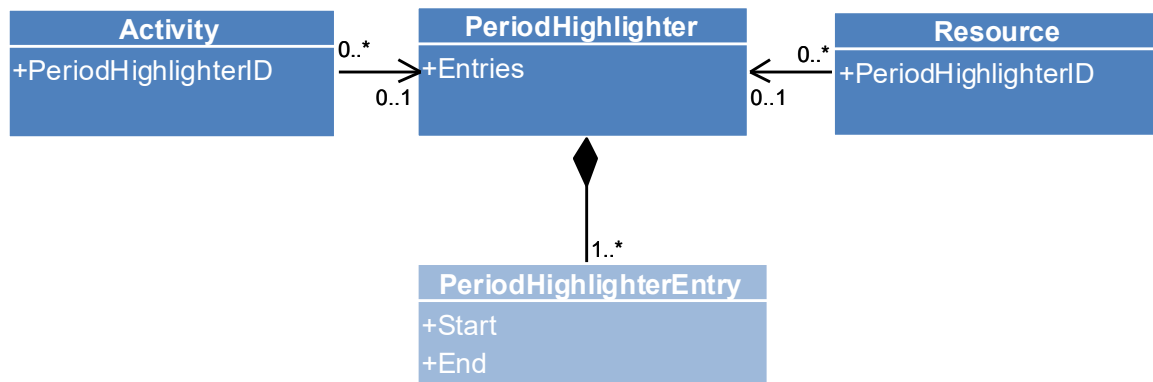 Activity
+PeriodHighlighterID
0..*
0..1
PeriodHighlighter
+Entries
0..*
0..1
Resource
+PeriodHighlighterID
1..*
PeriodHighlighterEntry
+Start
+End